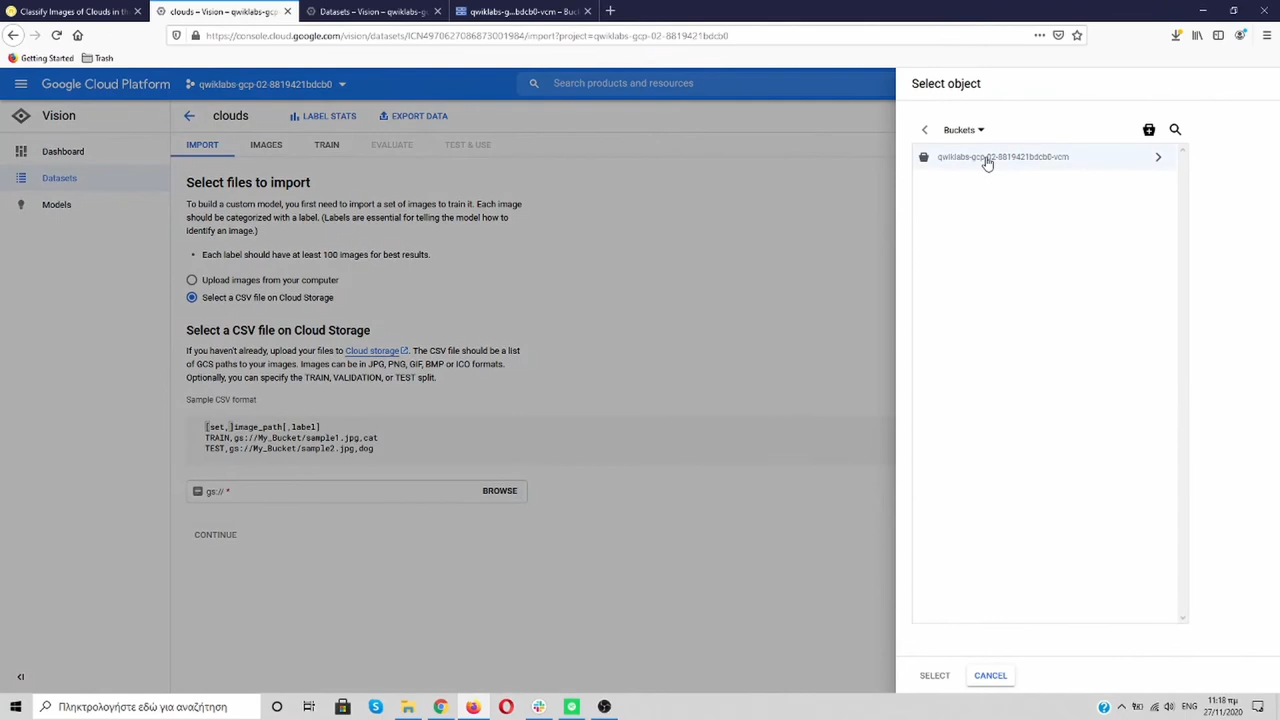 Classify Images of Clouds in th
clouds – Vision – qwiklabs-gcp
Datasets – Vision – qwiklabs-gc
qwiklabs-g...bdcb0-vcm – Buc
https://console.cloud.google.com/vision/datasets/ICN4970627086873001984/import?project=qwiklabs-gcp-02-8819421bdcb0
Getting Started
Trash
Google Cloud Platform
qwiklabs-gcp-02-8819421bdcb0
Search products and resources
Select object
Vision
clouds
LABEL STATS
EXPORT DATA
Buckets
IMPORT
IMAGES
TRAIN
EVALUATE
TEST & USE
Dashboard
Datasets
Models
qwiklabs-gcp-02-8819421bdcb0-vcm
Select files to import
To build a custom model, you first need to import a set of images to train it. Each image
should be categorized with a label. (Labels are essential for telling the model how to
identify an image.)
• Each label should have at least 100 images for best results.
Upload images from your computer
Select a CSV file on Cloud Storage
Select a CSV file on Cloud Storage
If you haven't already, upload your files to Cloud storage. The CSV file should be a list
of GCS paths to your images. Images can be in JPG, PNG, GIF, BMP or ICO formats.
Optionally, you can specify the TRAIN, VALIDATION, or TEST split.
Sample CSV format
[set,]image_path[,label]
TRAIN,gs://My_Bucket/sample1.jpg,cat
TEST,gs://My_Bucket/sample2.jpg,dog
gs:// *
BROWSE
CONTINUE
SELECT
CANCEL
Πληκτρολογήστε εδώ για αναζήτηση
ΕΝG
11:18 πμ
27/11/2020